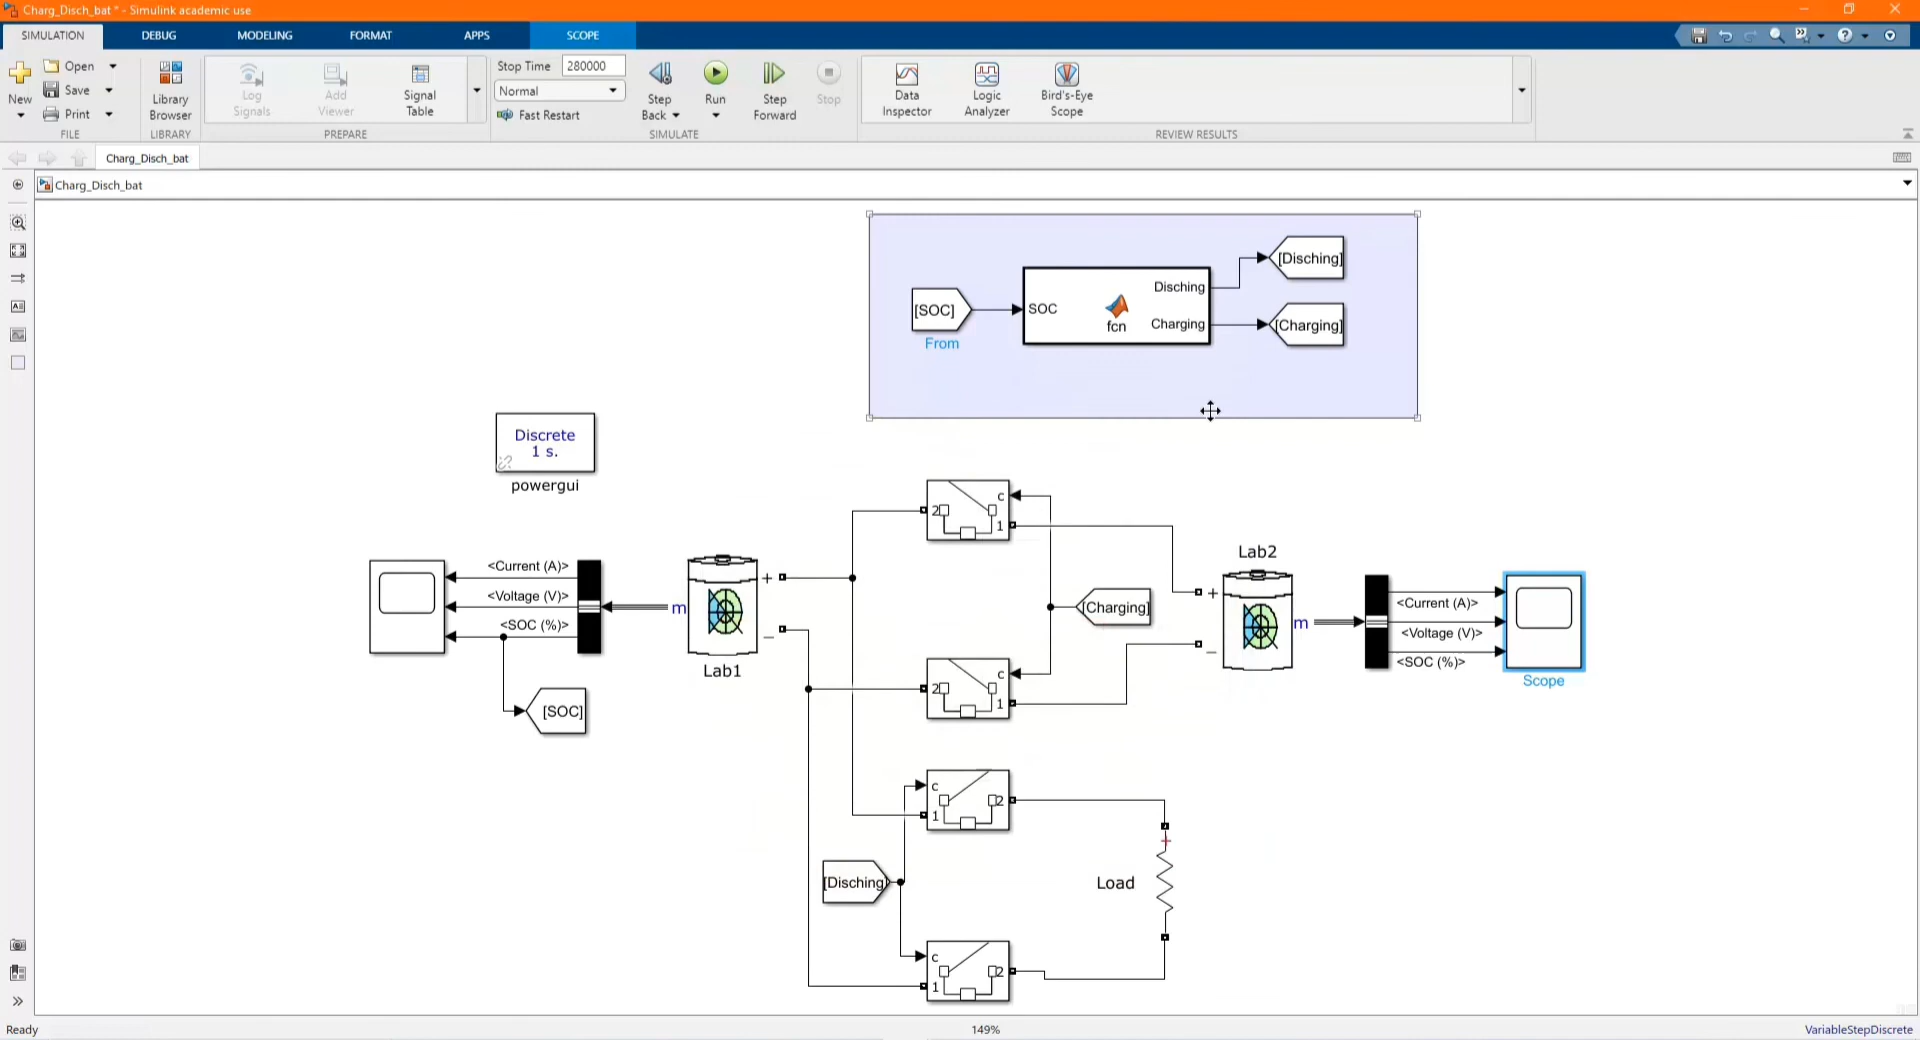 Charg_Disch_bat * - Simulink academic use
SIMULATION
DEBUG
MODELING
FORMAT
APPS
SCOPE
New
Open
Save
Print
FILE
Library
Browser
LIBRARY
Log
Signals
Add
Viewer
Signal
Table
PREPARE
Stop Time 280000
Normal
Fast Restart
Step
Back
Run
Step
Forward
Stop
SIMULATE
Data
Inspector
Logic
Analyzer
Bird's-Eye
Scope
REVIEW RESULTS
Charg_Disch_bat
Charg_Disch_bat
[SOC]
From
SOC
fcn
Disching
Charging
[Disching]
[Charging]
Discrete
1 s.
powergui
<Current (A)>
<Voltage (V)>
<SOC (%)>
[SOC]
m
+
_
Lab1
2
c
1
[Charging]
2
c
1
Lab2
+
_
m
<Current (A)>
<Voltage (V)>
<SOC (%)>
Scope
c
1
2
[Disching]
+
Load
c
1
2
Ready
149%
VariableStepDiscrete